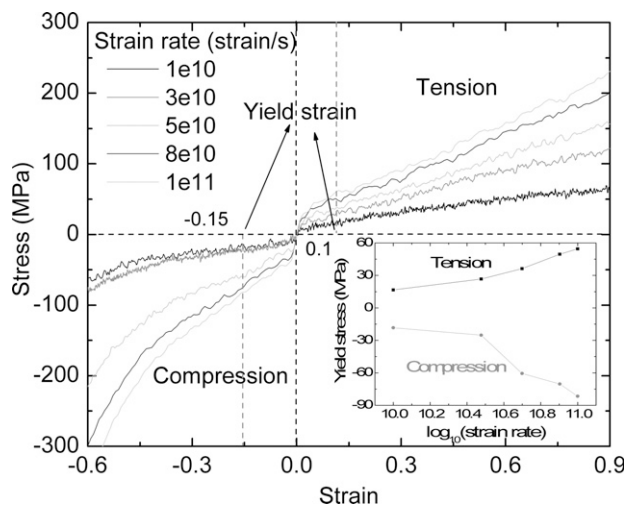 300
200
100
0
-100
-200
-300
Stress (MPa)
Strain rate (strain/s)
1e10
3e10
5e10
8e10
1e11
Tension
Yield strain
-0.15
0.1
Compression
-0.6
-0.3
0.0
0.3
0.6
0.9
Strain
60
30
0
-30
-60
-90
Yield stress (MPa)
Tension
Compression
10.0
10.2
10.4
10.6
10.8
11.0
log10(strain rate)